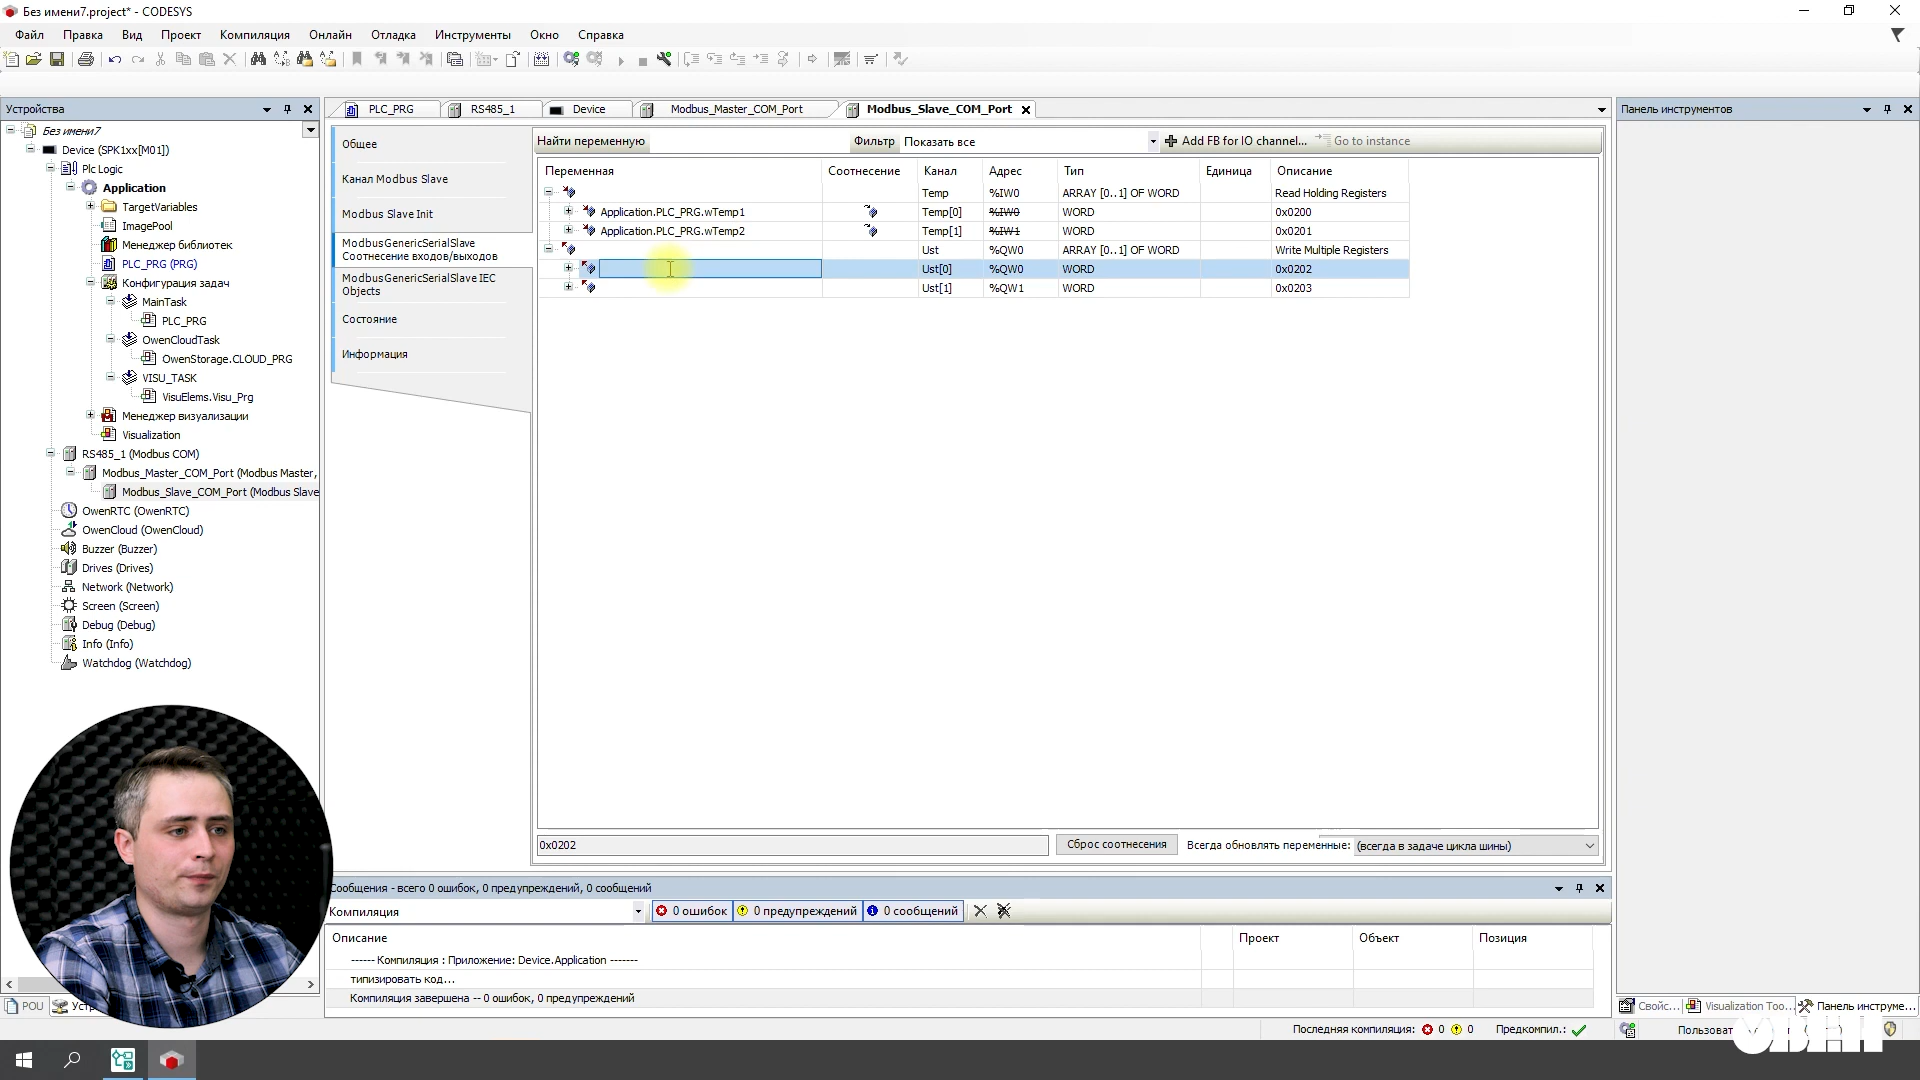 Без имени7.project* - CODESYS
Файл Правка Вид Проект Компиляция Онлайн Отладка Инструменты Окно Справка
Устройства
Без имени7
Device (SPK1xx[M01])
Plc Logic
Application
TargetVariables
ImagePool
Менеджер библиотек
PLC_PRG (PRG)
Конфигурация задач
MainTask
PLC_PRG
OwenCloudTask
OwenStorage.CLOUD_PRG
VISU_TASK
VisuElems.Visu_Prg
Менеджер визуализации
Visualization
RS485_1 (Modbus COM)
Modbus_Master_COM_Port (Modbus Master,
Modbus_Slave_COM_Port (Modbus Slave
OwenRTC (OwenRTC)
OwenCloud (OwenCloud)
Buzzer (Buzzer)
Drives (Drives)
Network (Network)
Screen (Screen)
Debug (Debug)
Info (Info)
Watchdog (Watchdog)
POU
PLC_PRG RS485_1 Device Modbus_Master_COM_Port Modbus_Slave_COM_Port
Общее
Канал Modbus Slave
Modbus Slave Init
ModbusGenericSerialSlave
Соотнесение входов/выходов
ModbusGenericSerialSlave IEC
Objects
Состояние
Информация
Найти переменную Фильтр Показать все Add FB for IO channel... Go to instance
Переменная Соотнесение Канал Адрес Тип Единица Описание
Temp %IW0 ARRAY [0..1] OF WORD Read Holding Registers
Application.PLC_PRG.wTemp1 Temp[0] %IW0 WORD 0x0200
Application.PLC_PRG.wTemp2 Temp[1] %IW1 WORD 0x0201
Ust %QW0 ARRAY [0..1] OF WORD Write Multiple Registers
Ust[0] %QW0 WORD 0x0202
Ust[1] %QW1 WORD 0x0203
0x0202 Сброс соотнесения Всегда обновлять переменные: (всегда в задаче цикла шины)
Сообщения - всего 0 ошибок, 0 предупреждений, 0 сообщений
Компиляция 0 ошибок 0 предупреждений 0 сообщений
Описание Проект Объект Позиция
------ Компиляция : Приложение: Device.Application -------
типизировать код...
Компиляция завершена -- 0 ошибок, 0 предупреждений
Панель инструментов
Свойс... Visualization Too... Панель инструме...
Последняя компиляция: 0 0 Предкомпил.: